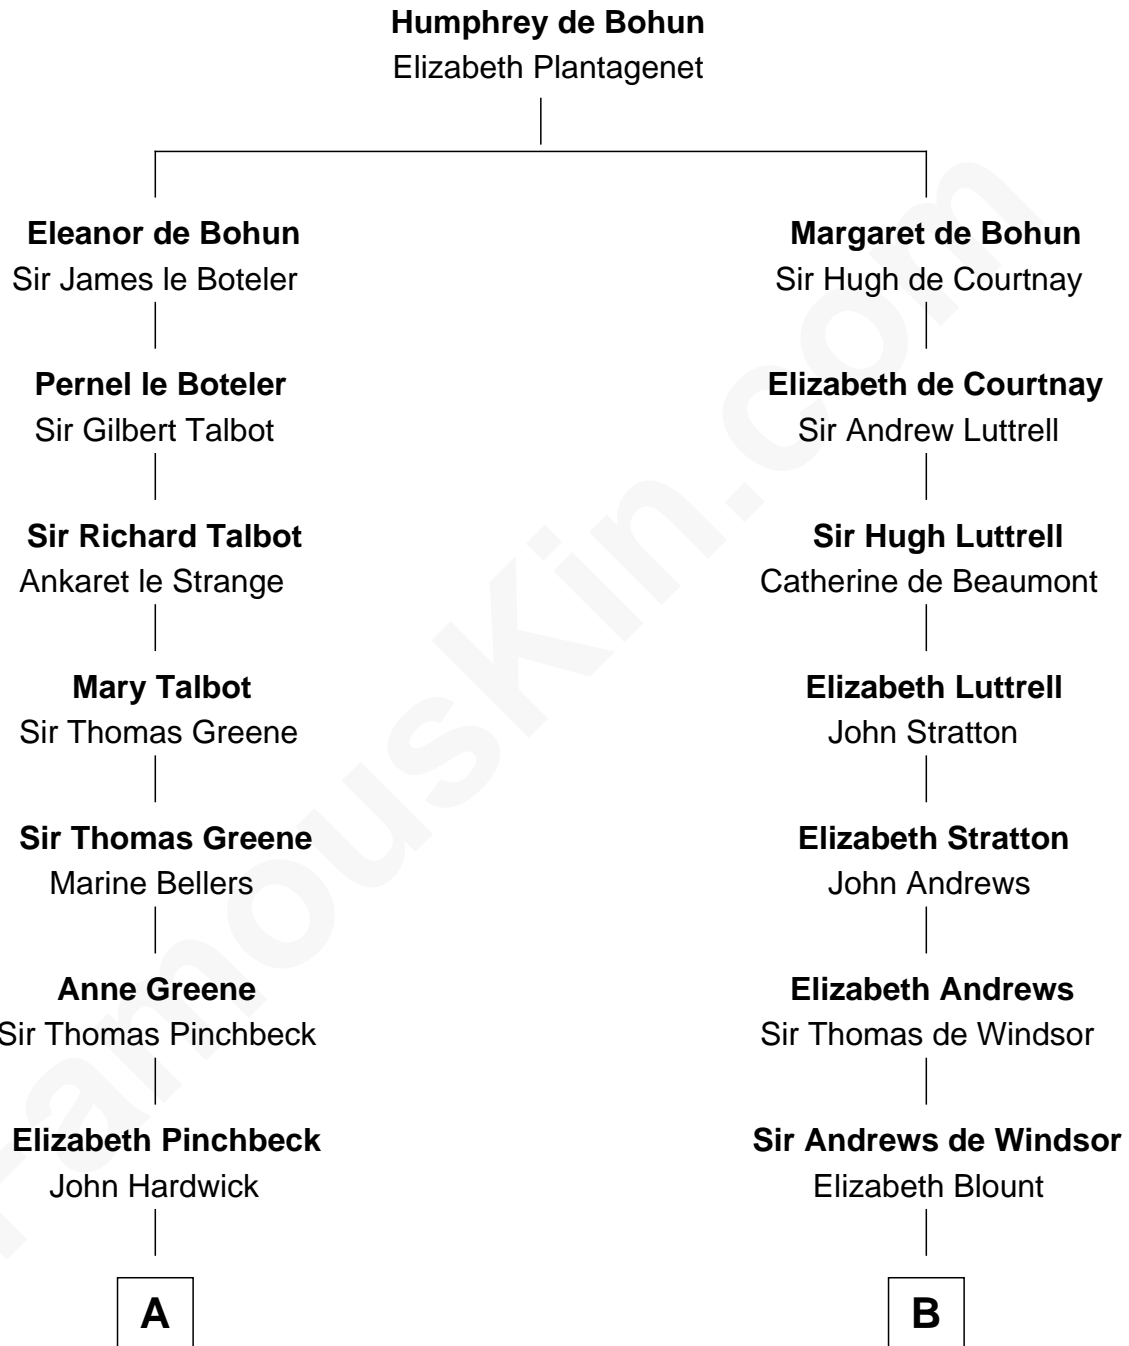 Humphrey de Bohun
Elizabeth Plantagenet
Eleanor de Bohun
Sir James le Boteler
Margaret de Bohun
Sir Hugh de Courtnay
Pernel le Boteler
Sir Gilbert Talbot
Elizabeth de Courtnay
Sir Andrew Luttrell
Sir Richard Talbot
Ankaret le Strange
Sir Hugh Luttrell
Catherine de Beaumont
Mary Talbot
Sir Thomas Greene
Elizabeth Luttrell
John Stratton
Sir Thomas Greene
Marine Bellers
Elizabeth Stratton
John Andrews
Anne Greene
Sir Thomas Pinchbeck
Elizabeth Andrews
Sir Thomas de Windsor
Elizabeth Pinchbeck
John Hardwick
Sir Andrews de Windsor
Elizabeth Blount
A
B
FamousKin.com